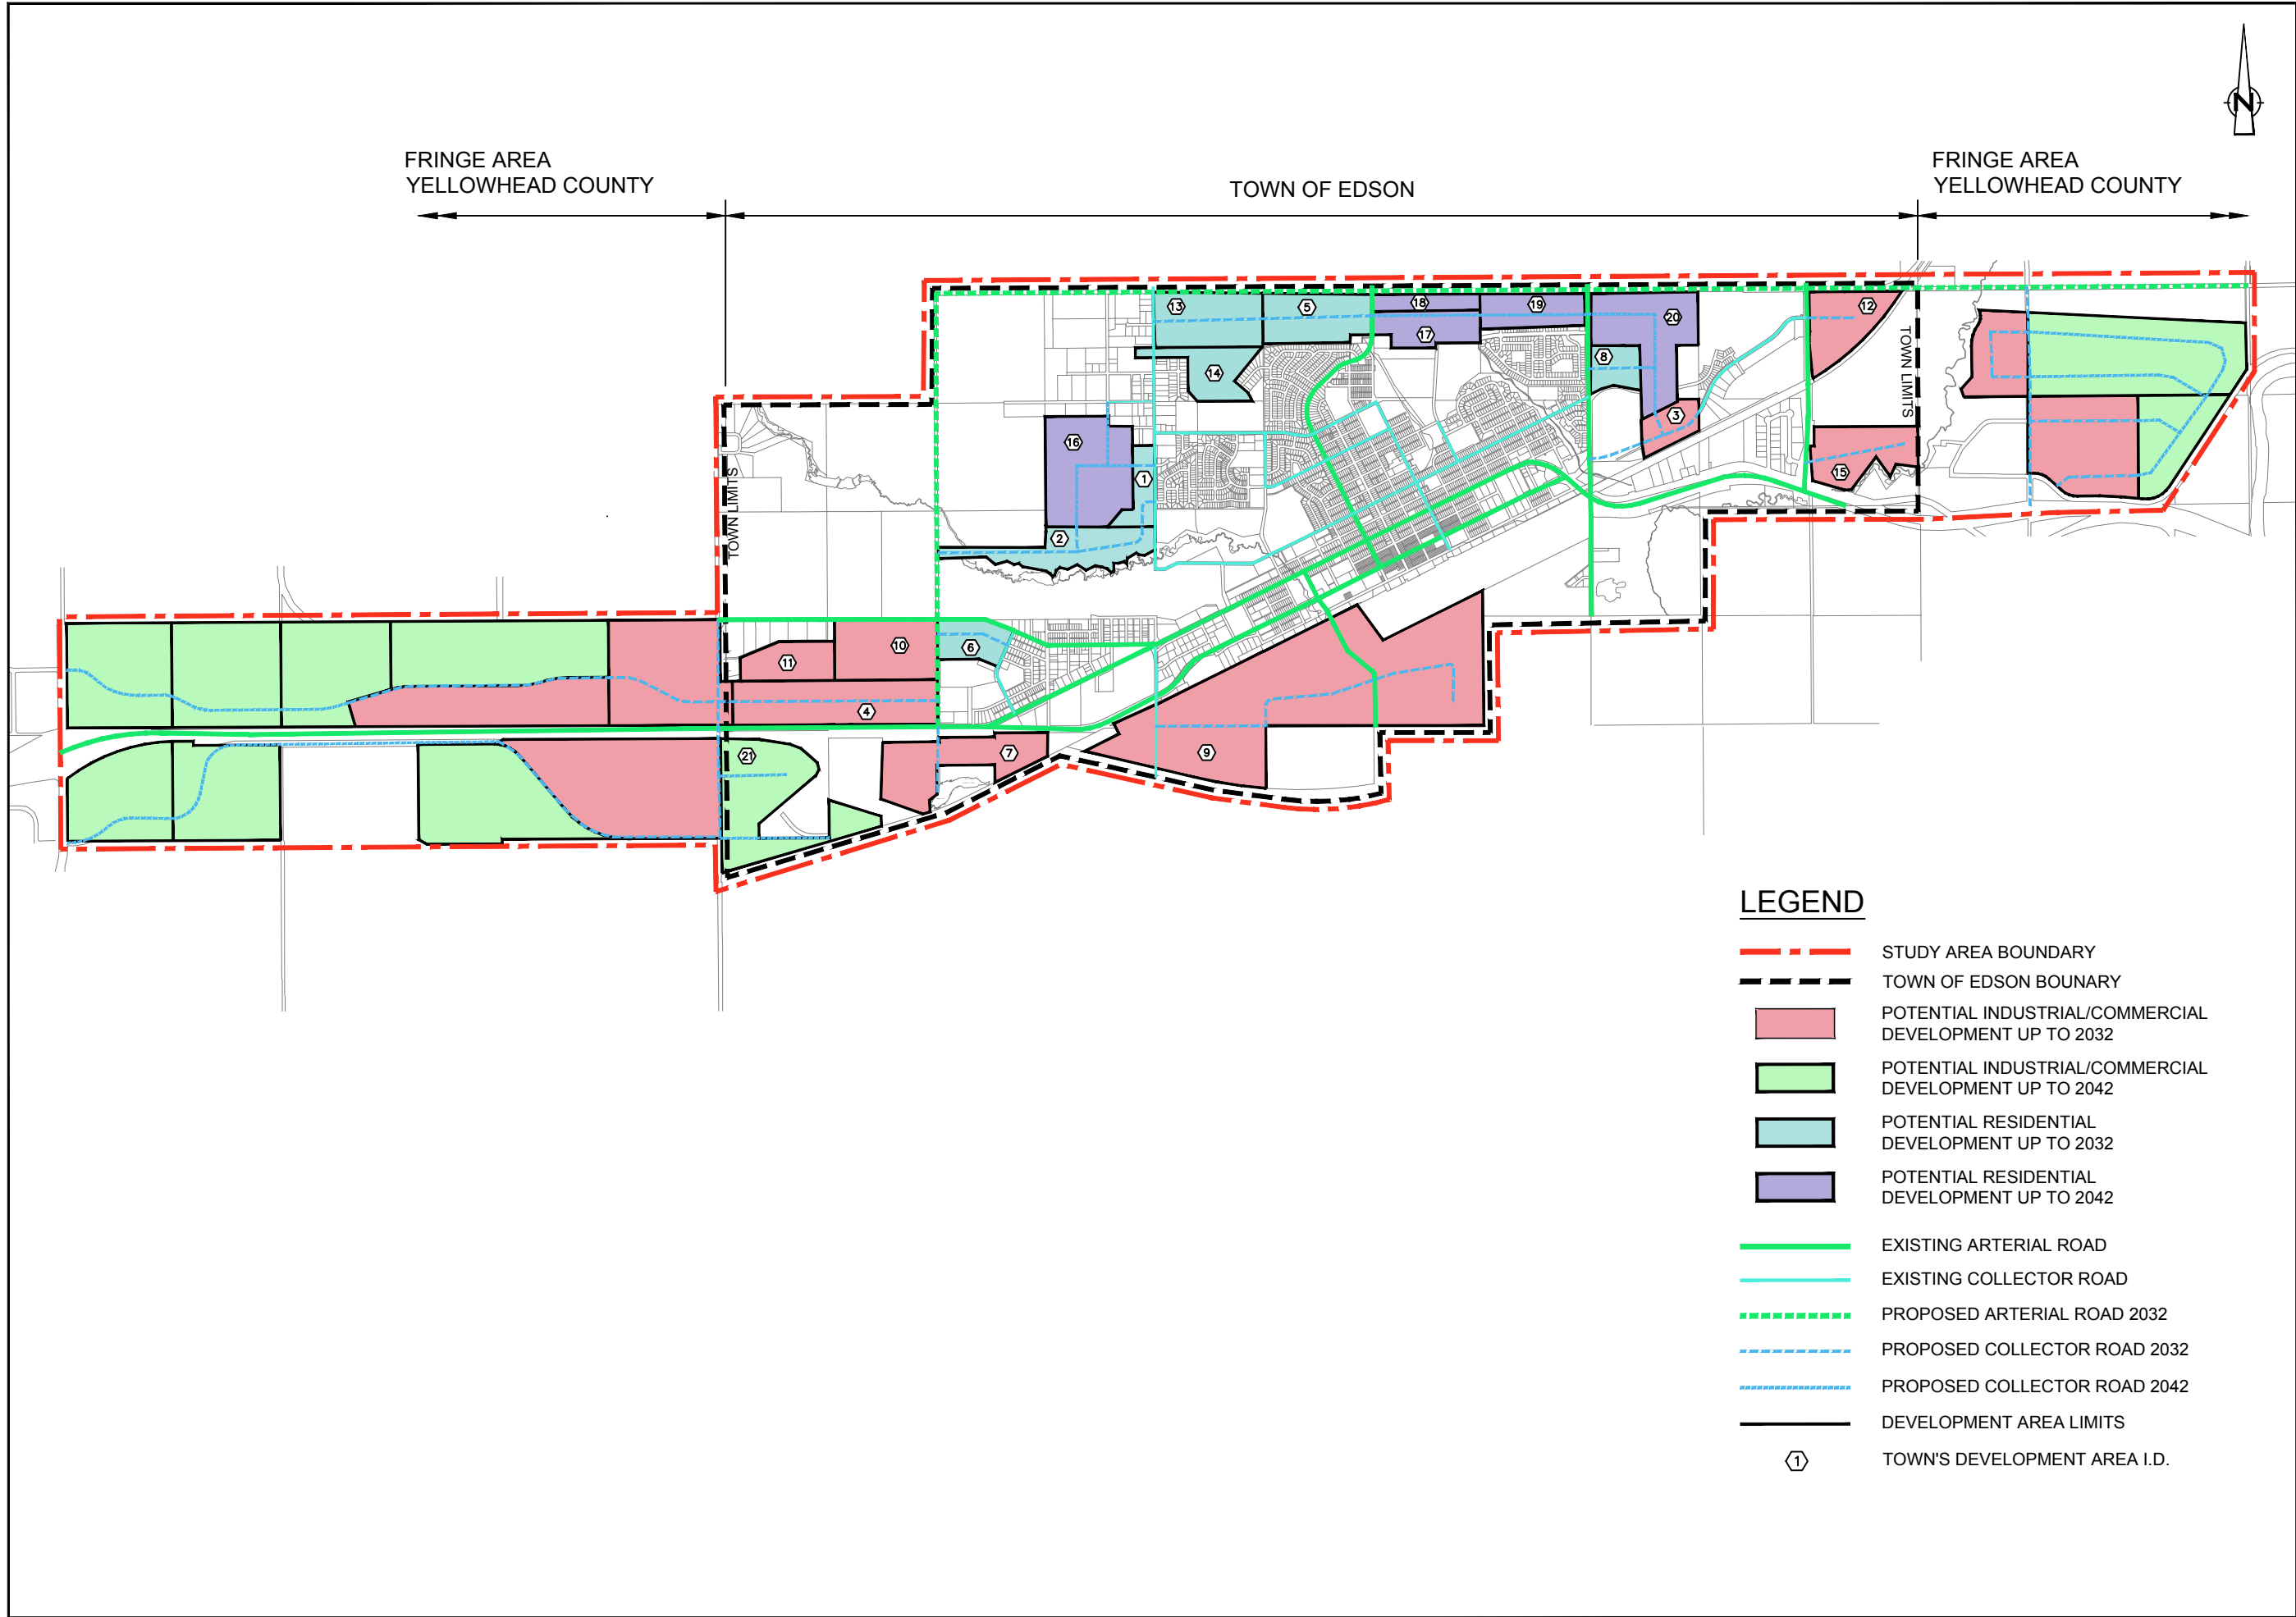 N
FRINGE AREA
YELLOWHEAD COUNTY
TOWN OF EDSON
FRINGE AREA
YELLOWHEAD COUNTY
13
5
18
19
17
20
12
8
14
3
16
1
15
2
TOWN LIMITS
TOWN LIMITS
10
6
11
4
7
9
21
LEGEND
STUDY AREA BOUNDARY
TOWN OF EDSON BOUNARY
POTENTIAL INDUSTRIAL/COMMERCIAL
DEVELOPMENT UP TO 2032
POTENTIAL INDUSTRIAL/COMMERCIAL
DEVELOPMENT UP TO 2042
POTENTIAL RESIDENTIAL
DEVELOPMENT UP TO 2032
POTENTIAL RESIDENTIAL
DEVELOPMENT UP TO 2042
EXISTING ARTERIAL ROAD
EXISTING COLLECTOR ROAD
PROPOSED ARTERIAL ROAD 2032
PROPOSED COLLECTOR ROAD 2032
PROPOSED COLLECTOR ROAD 2042
DEVELOPMENT AREA LIMITS
1 TOWN'S DEVELOPMENT AREA I.D.